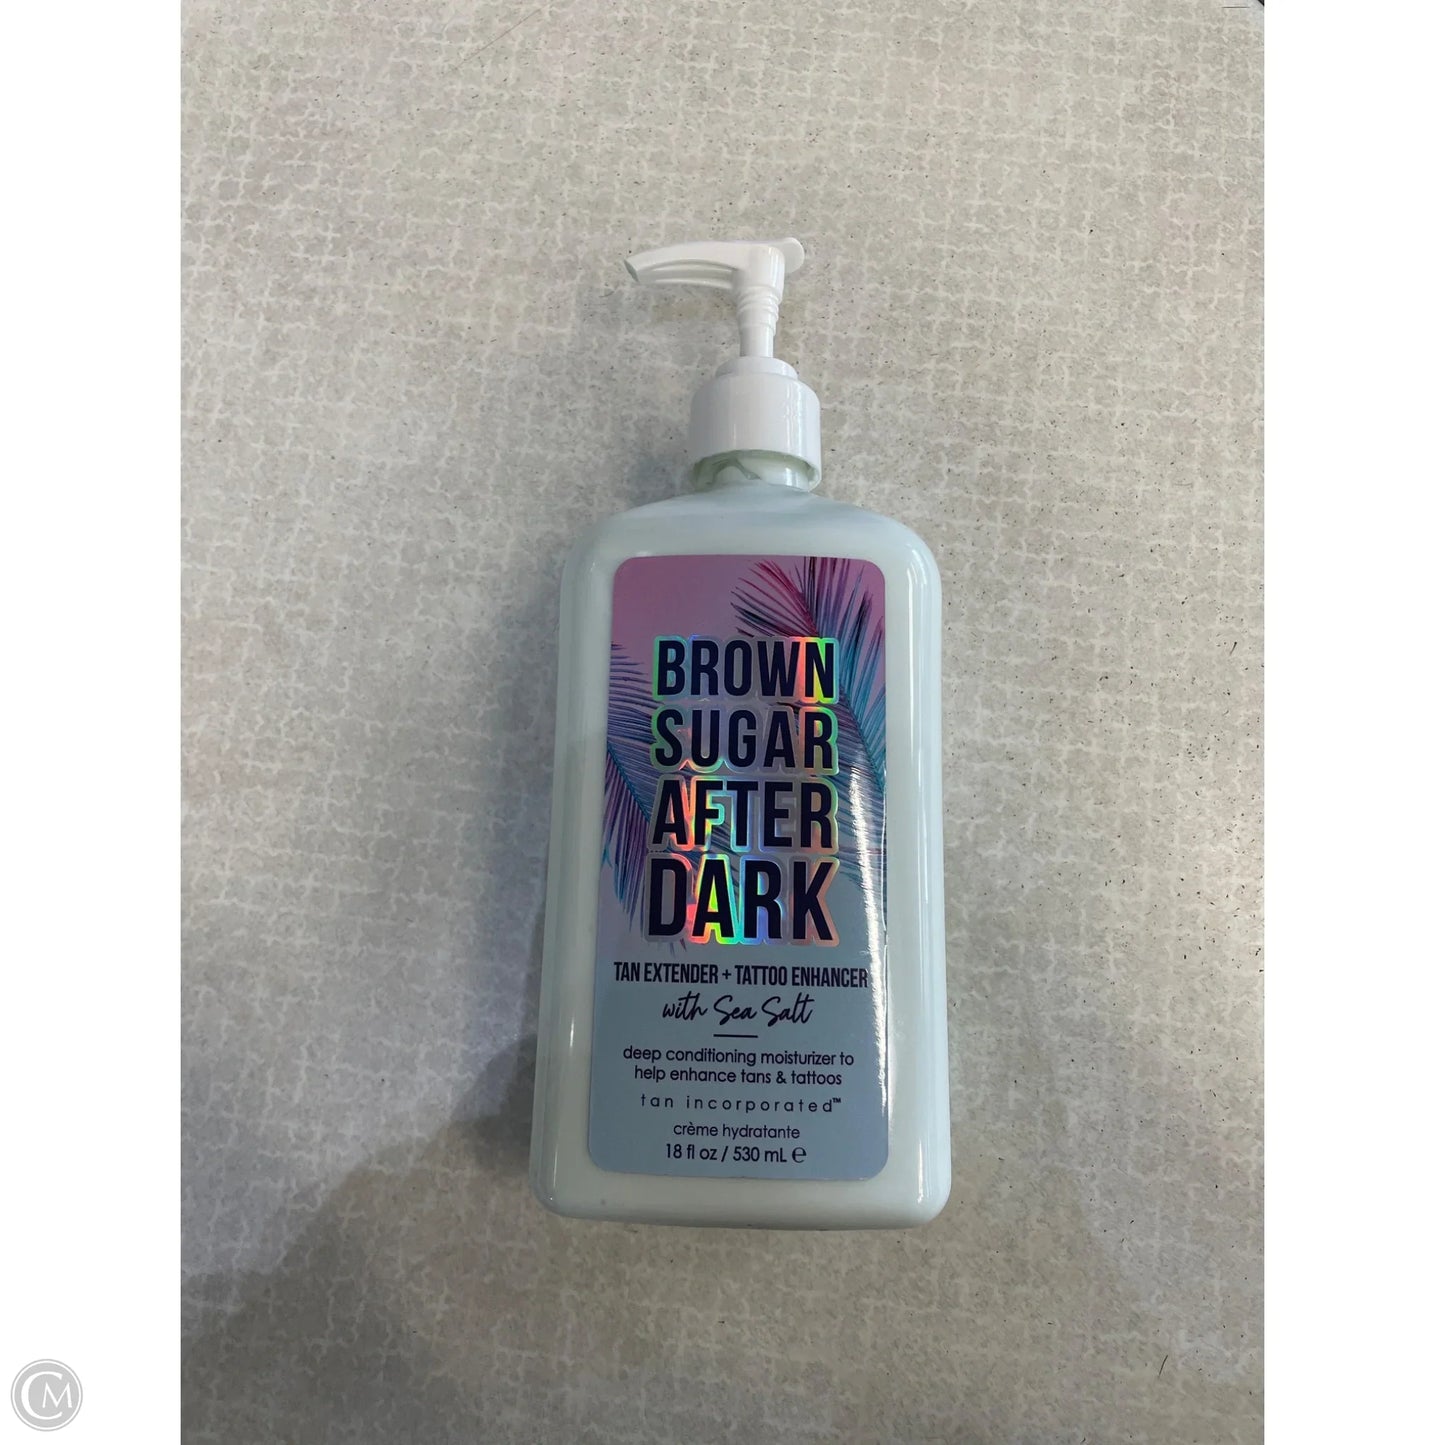 BROWN
SUGAR
AFTER
DARK
TAN EXTENDER + TATTOO ENHANCER
with Sea Salt
deep conditioning moisturizer to
help enhance tans & tattoos
tan incorporated™
crème hydratante
18 fl oz / 530 mL ℮
CM